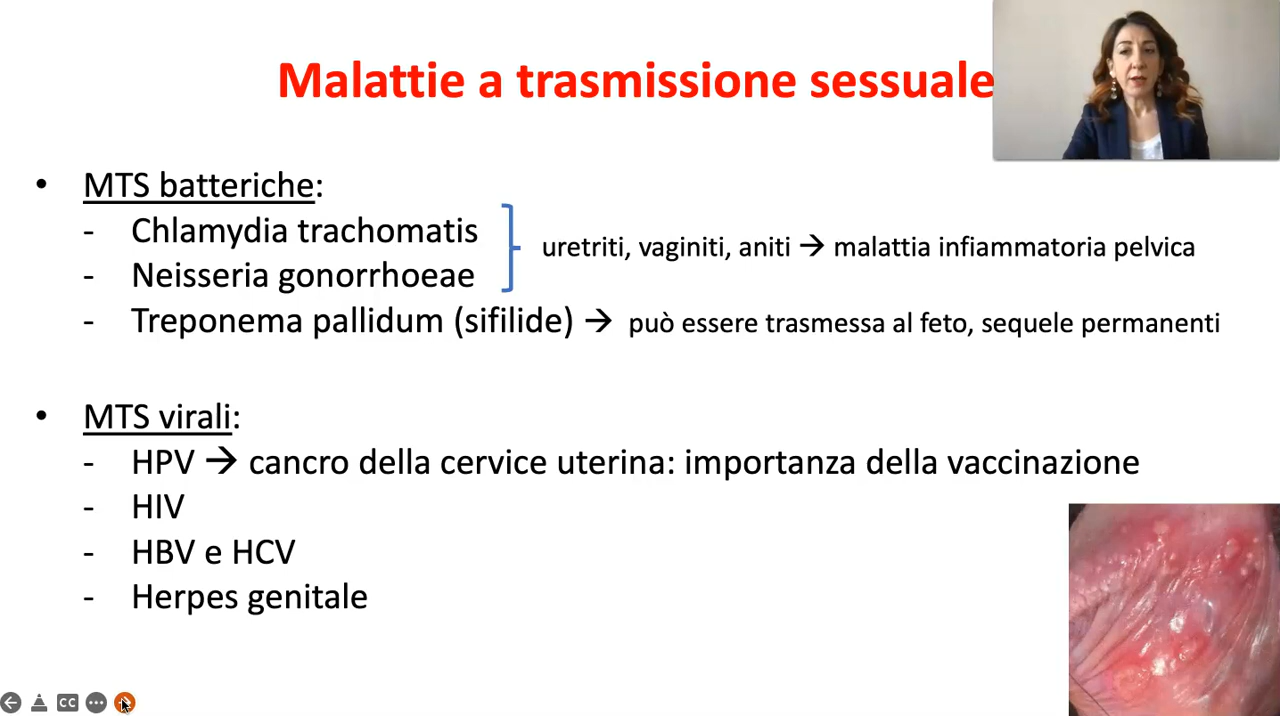 Malattie a trasmissione sessuale
• MTS batteriche:
- Chlamydia trachomatis
- Neisseria gonorrhoeae
uretriti, vaginiti, aniti → malattia infiammatoria pelvica
- Treponema pallidum (sifilide) → può essere trasmessa al feto, sequele permanenti
• MTS virali:
- HPV → cancro della cervice uterina: importanza della vaccinazione
- HIV
- HBV e HCV
- Herpes genitale
CC